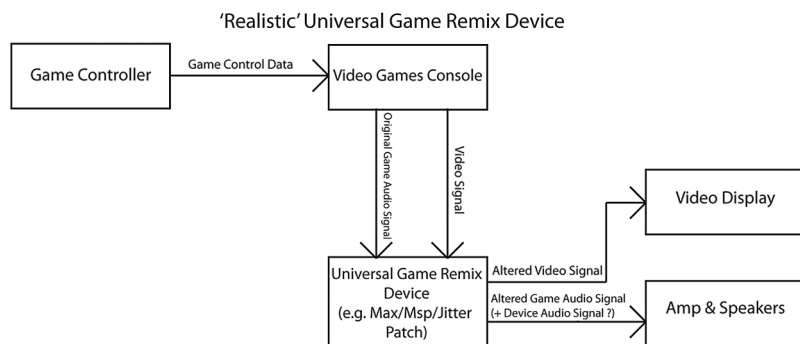 ‘Realistic’ Universal Game Remix Device
Game Controller
Game Control Data
Video Games Console
Original Game Audio Signal
Video Signal
Universal Game Remix
Device
(e.g. Max/Msp/Jitter
Patch)
Altered Video Signal
Video Display
Altered Game Audio Signal
(+ Device Audio Signal ?)
Amp & Speakers